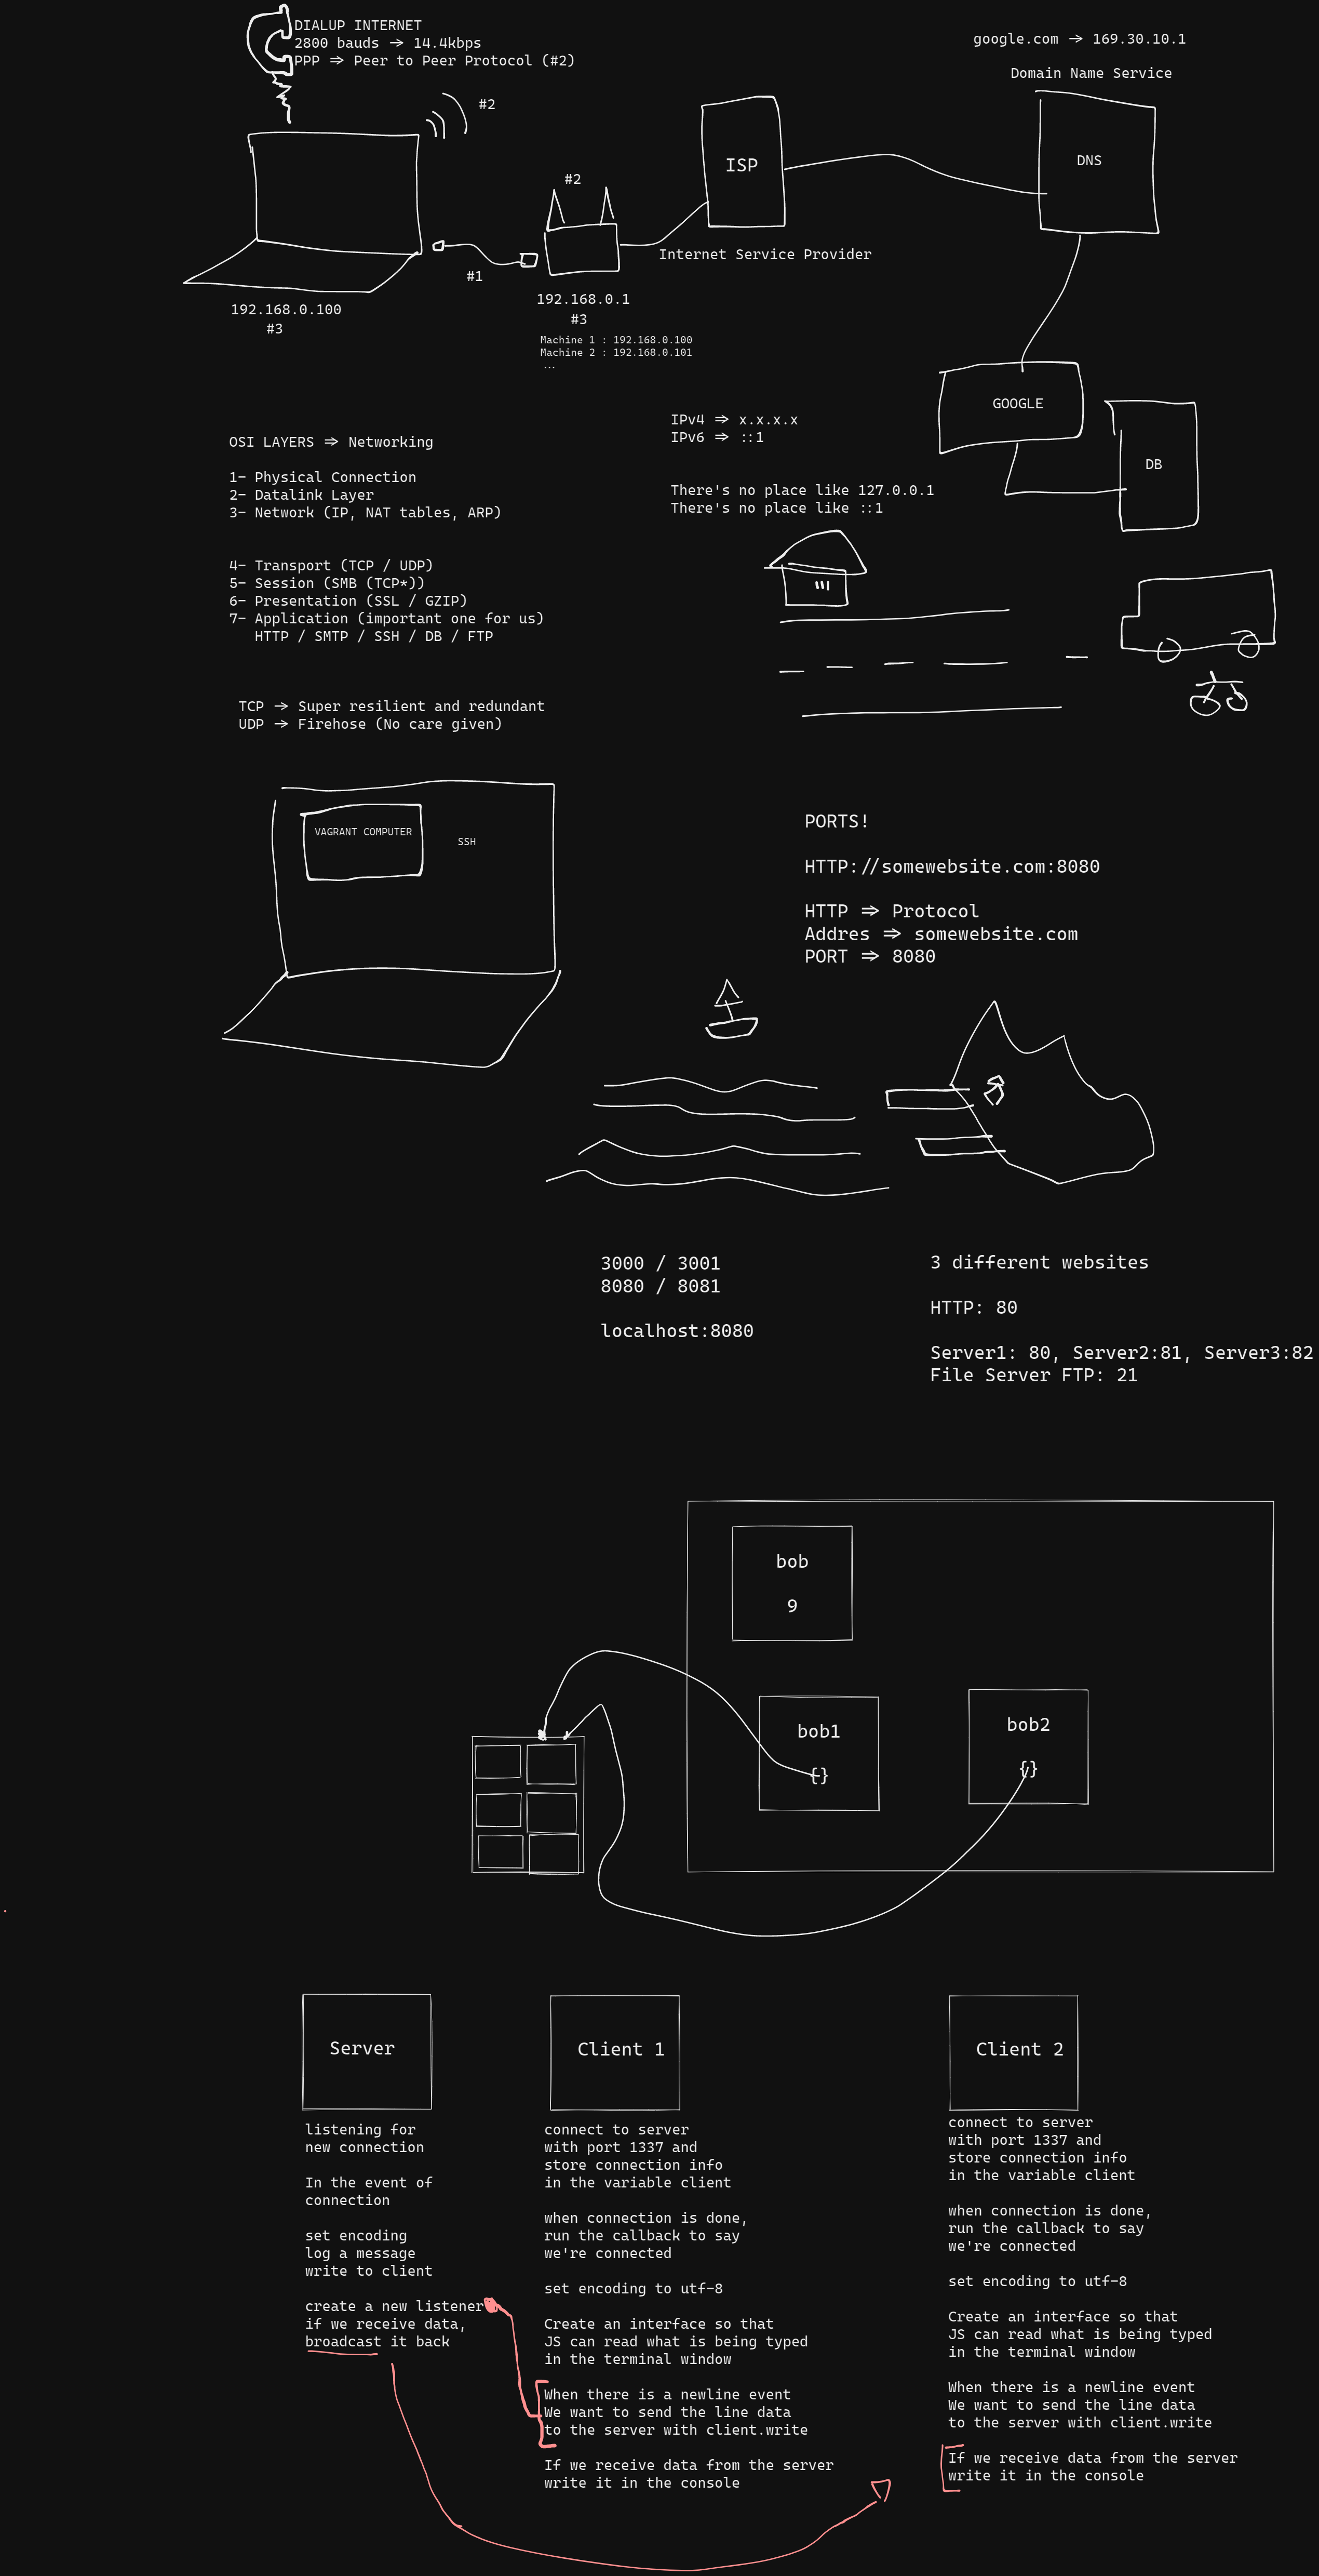 DIALUP INTERNET
2800 bauds → 14.4kbps
PPP ⇒ Peer to Peer Protocol (#2)
google.com → 169.30.10.1
Domain Name Service
#2
ISP
DNS
#2
Internet Service Provider
#1
192.168.0.100
#3
192.168.0.1
#3
Machine 1 : 192.168.0.100
Machine 2 : 192.168.0.101
...
GOOGLE
DB
IPv4 ⇒ x.x.x.x
IPv6 ⇒ ::1
There's no place like 127.0.0.1
There's no place like ::1
OSI LAYERS ⇒ Networking
1- Physical Connection
2- Datalink Layer
3- Network (IP, NAT tables, ARP)
4- Transport (TCP / UDP)
5- Session (SMB (TCP*))
6- Presentation (SSL / GZIP)
7- Application (important one for us)
HTTP / SMTP / SSH / DB / FTP
TCP → Super resilient and redundant
UDP → Firehose (No care given)
VAGRANT COMPUTER
SSH
PORTS!
HTTP://somewebsite.com:8080
HTTP ⇒ Protocol
Addres ⇒ somewebsite.com
PORT ⇒ 8080
3000 / 3001
8080 / 8081
localhost:8080
3 different websites
HTTP: 80
Server1: 80, Server2:81, Server3:82
File Server FTP: 21
bob
9
bob1
{}
bob2
{}
Server
listening for
new connection
In the event of
connection
set encoding
log a message
write to client
create a new listener
if we receive data,
broadcast it back
Client 1
connect to server
with port 1337 and
store connection info
in the variable client
when connection is done,
run the callback to say
we're connected
set encoding to utf-8
Create an interface so that
JS can read what is being typed
in the terminal window
When there is a newline event
We want to send the line data
to the server with client.write
If we receive data from the server
write it in the console
Client 2
connect to server
with port 1337 and
store connection info
in the variable client
when connection is done,
run the callback to say
we're connected
set encoding to utf-8
Create an interface so that
JS can read what is being typed
in the terminal window
When there is a newline event
We want to send the line data
to the server with client.write
If we receive data from the server
write it in the console